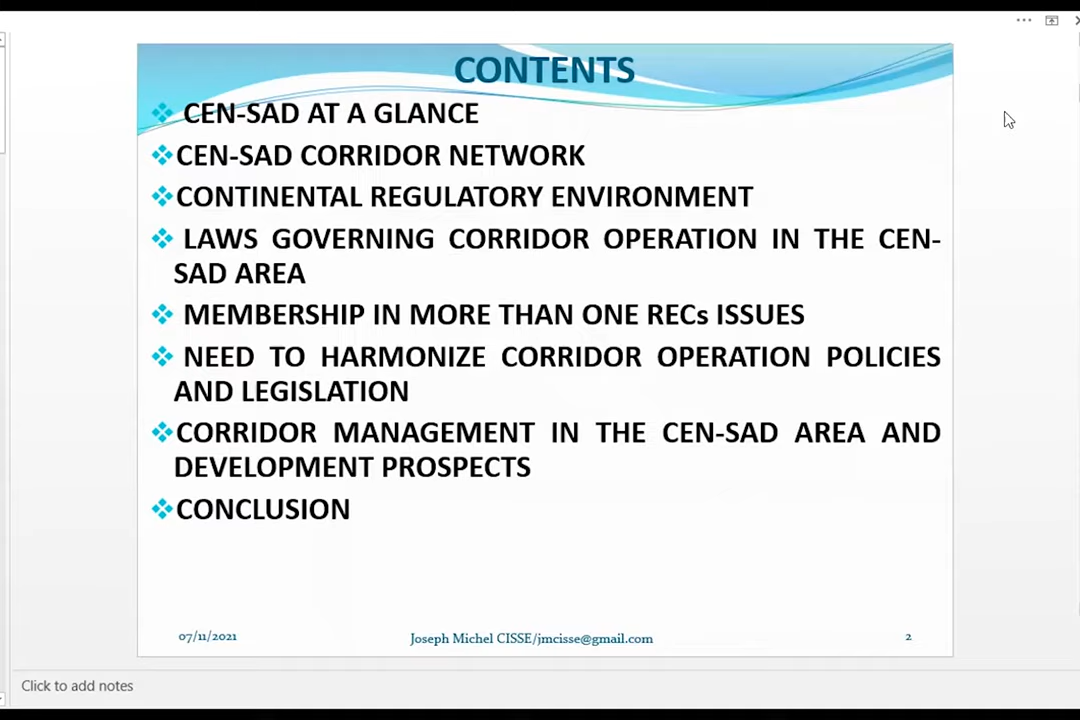 CONTENTS
CEN-SAD AT A GLANCE
CEN-SAD CORRIDOR NETWORK
CONTINENTAL REGULATORY ENVIRONMENT
LAWS GOVERNING CORRIDOR OPERATION IN THE CEN-
SAD AREA
MEMBERSHIP IN MORE THAN ONE RECs ISSUES
NEED TO HARMONIZE CORRIDOR OPERATION POLICIES
AND LEGISLATION
CORRIDOR MANAGEMENT IN THE CEN-SAD AREA AND
DEVELOPMENT PROSPECTS
CONCLUSION
07/11/2021 Joseph Michel CISSE/jmcisse@gmail.com 2
Click to add notes